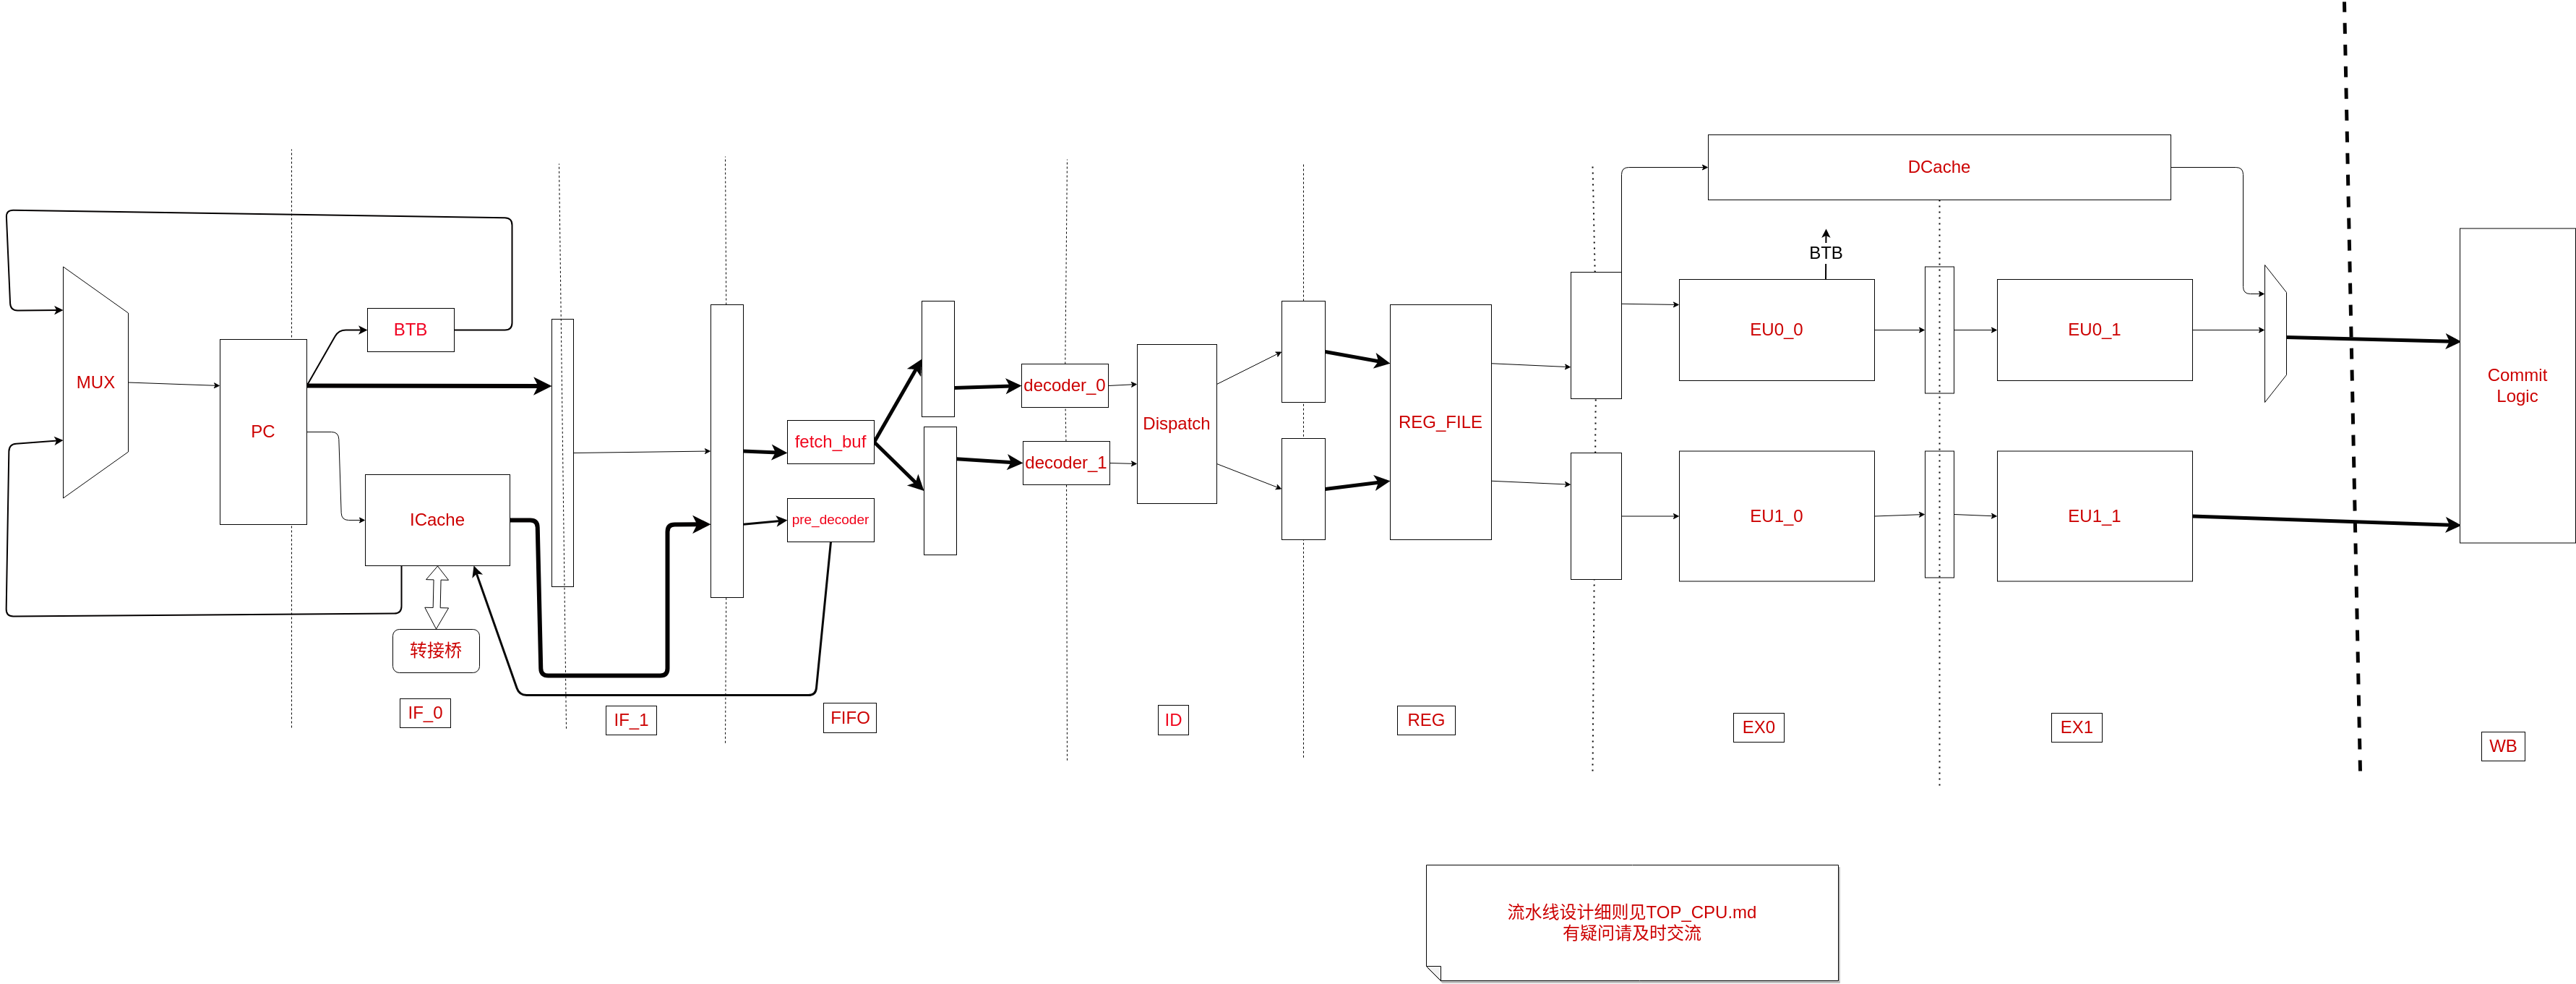 DCache
BTB
BTB
EU0_0
EU0_1
MUX
PC
decoder_0
Commit
Logic
Dispatch
REG_FILE
fetch_buf
decoder_1
ICache
pre_decoder
EU1_0
EU1_1
转接桥
IF_0
IF_1
FIFO
ID
REG
EX0
EX1
WB
流水线设计细则见TOP_CPU.md
有疑问请及时交流